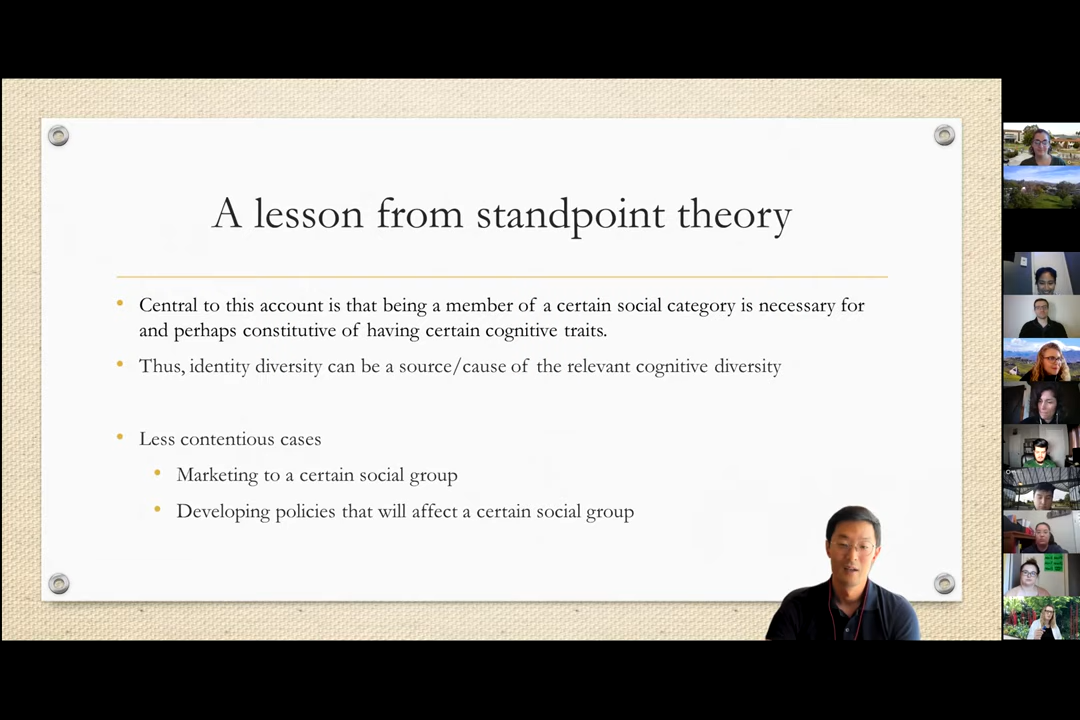 A lesson from standpoint theory
Central to this account is that being a member of a certain social category is necessary for
and perhaps constitutive of having certain cognitive traits.
Thus, identity diversity can be a source/cause of the relevant cognitive diversity
Less contentious cases
Marketing to a certain social group
Developing policies that will affect a certain social group